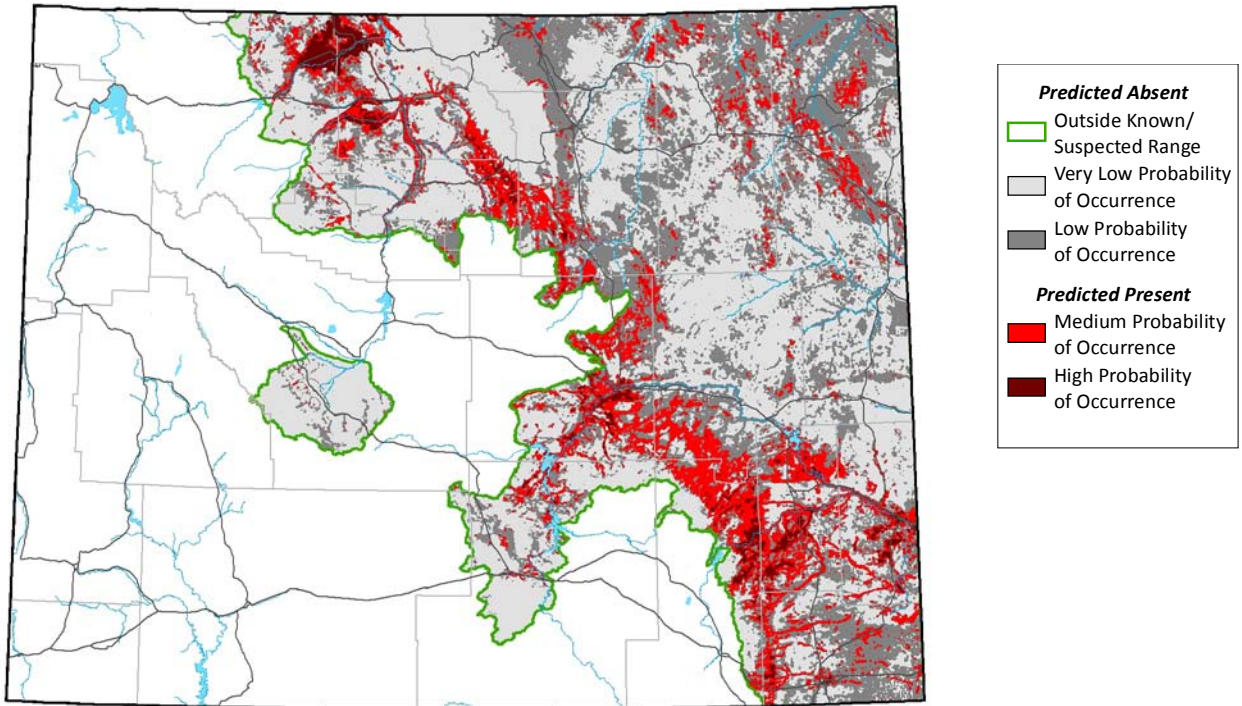 Predicted Absent
Outside Known/
Suspected Range
Very Low Probability
of Occurrence
Low Probability
of Occurrence
Predicted Present
Medium Probability
of Occurrence
High Probability
of Occurrence